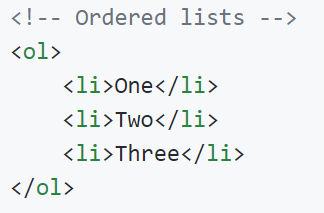 <!-- Ordered lists -->
<ol>
    <li>One</li>
    <li>Two</li>
    <li>Three</li>
</ol>